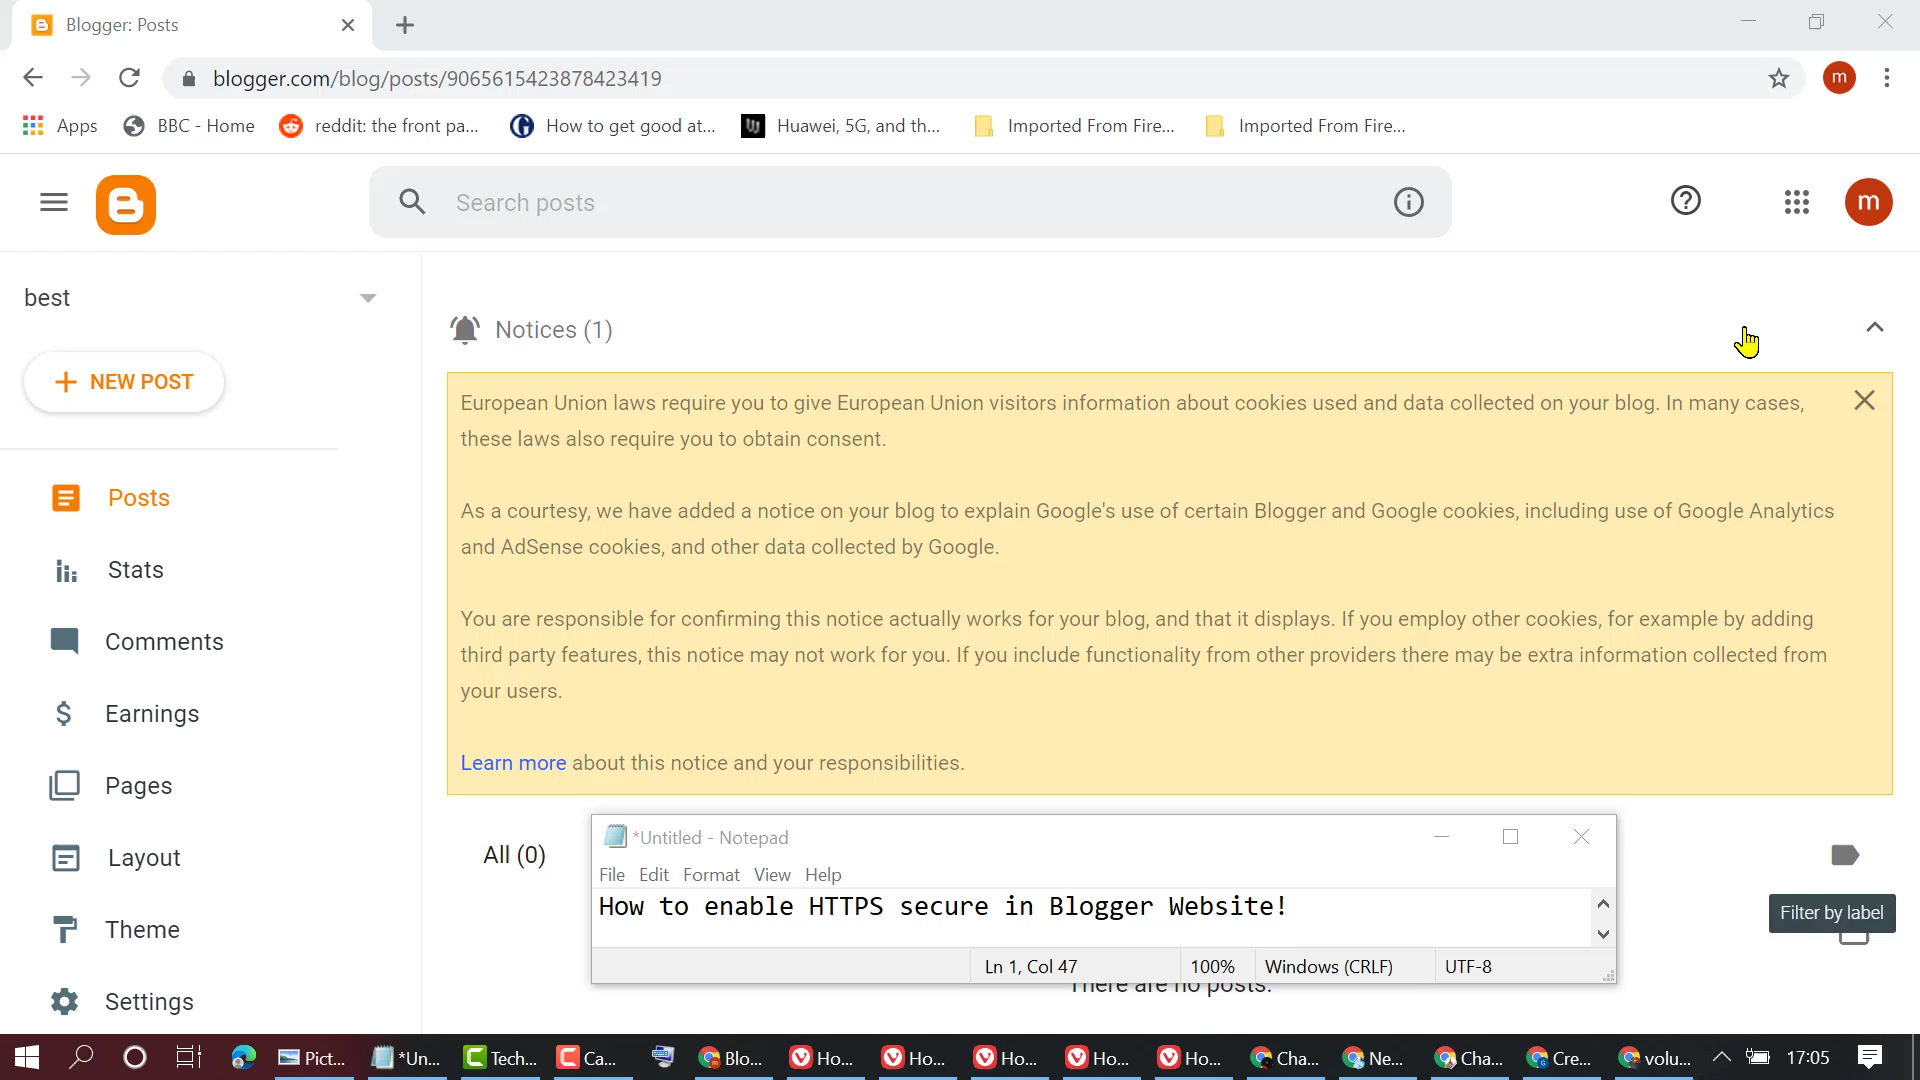 Blogger: Posts
blogger.com/blog/posts/9065615423878423419
m
Apps
BBC - Home
reddit: the front pa...
How to get good at...
Huawei, 5G, and th...
Imported From Fire...
Imported From Fire...
Search posts
m
best
NEW POST
Notices (1)
European Union laws require you to give European Union visitors information about cookies used and data collected on your blog. In many cases,
these laws also require you to obtain consent.
As a courtesy, we have added a notice on your blog to explain Google's use of certain Blogger and Google cookies, including use of Google Analytics
and AdSense cookies, and other data collected by Google.
You are responsible for confirming this notice actually works for your blog, and that it displays. If you employ other cookies, for example by adding
third party features, this notice may not work for you. If you include functionality from other providers there may be extra information collected from
your users.
Learn more about this notice and your responsibilities.
Posts
Stats
Comments
Earnings
Pages
Layout
Theme
Settings
All (0)
*Untitled - Notepad
File Edit Format View Help
How to enable HTTPS secure in Blogger Website!
Ln 1, Col 47
100%
Windows (CRLF)
UTF-8
Filter by label
There are no posts.
Pict...
*Un...
Tech...
Ca...
Blo...
Ho...
Ho...
Ho...
Ho...
Ho...
Cha...
Ne...
Cha...
Cre...
volu...
17:05